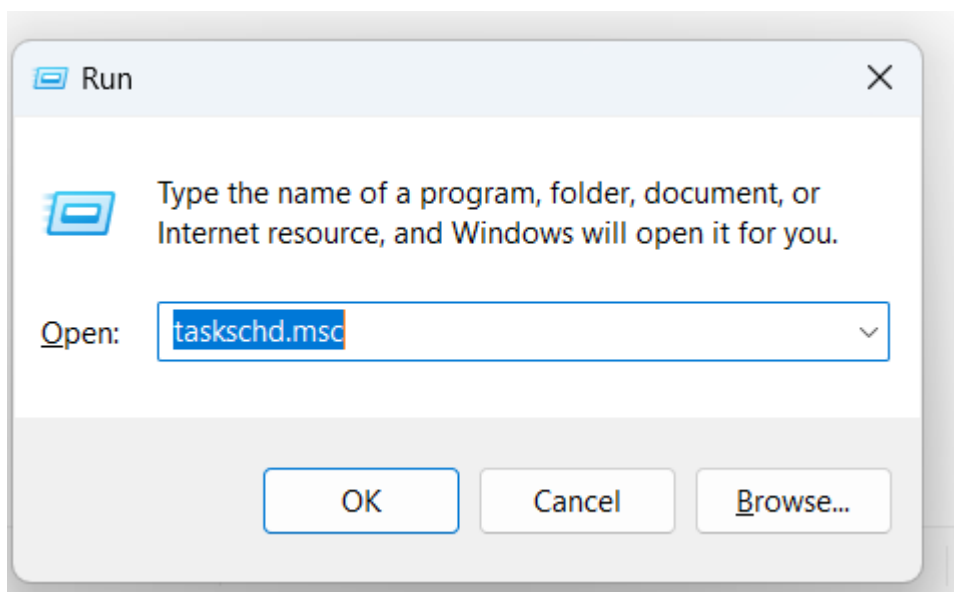 Run
Type the name of a program, folder, document, or
Internet resource, and Windows will open it for you.
Open: taskschd.msc
OK Cancel Browse...